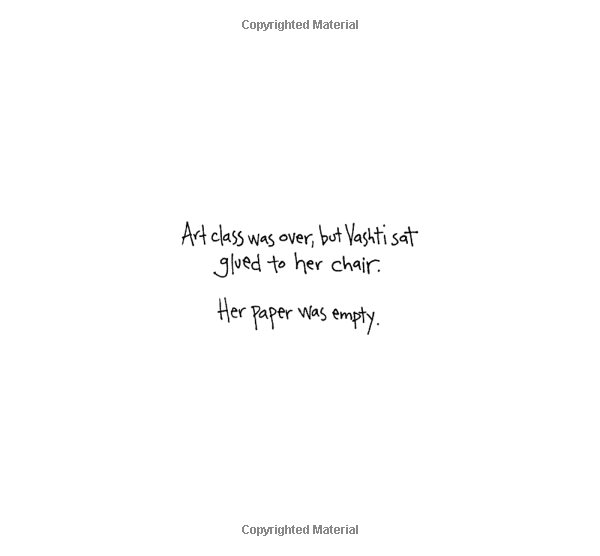 Copyrighted Material
Art class was over, but Vashti sat
glued to her chair.
Her paper was empty.
Copyrighted Material